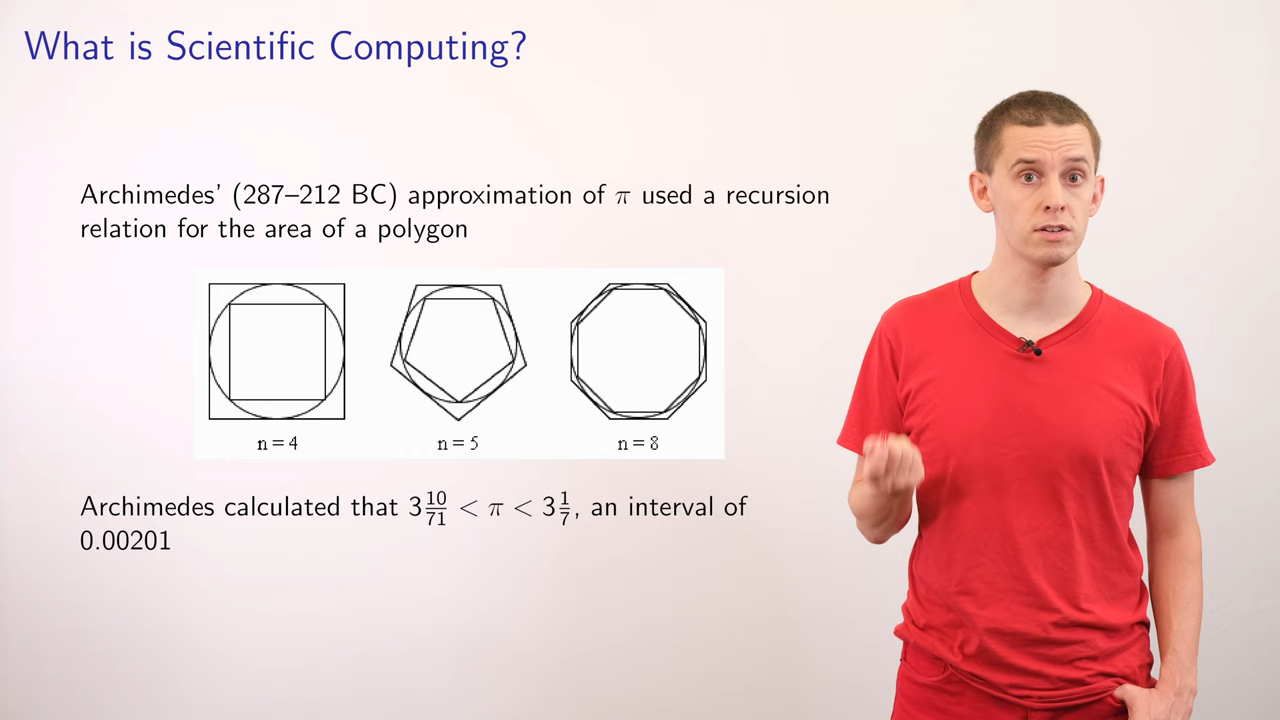 What is Scientific Computing?
Archimedes' (287–212 BC) approximation of π used a recursion
relation for the area of a polygon
n = 4 n = 5 n = 8
Archimedes calculated that 3 10/71 < π < 3 1/7, an interval of
0.00201